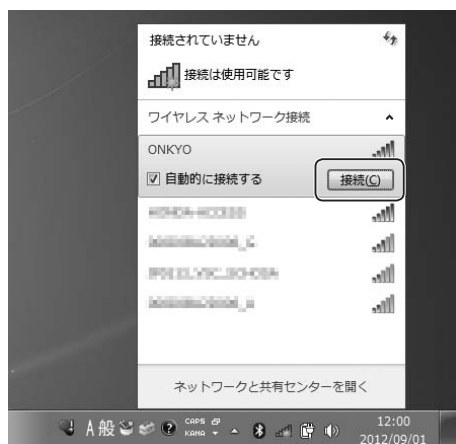 接続されていません
接続は使用可能です
ワイヤレス ネットワーク接続
ONKYO
自動的に接続する
接続(C)
ネットワークと共有センターを開く
A 般
CAPS
KANA
12:00
2012/09/01